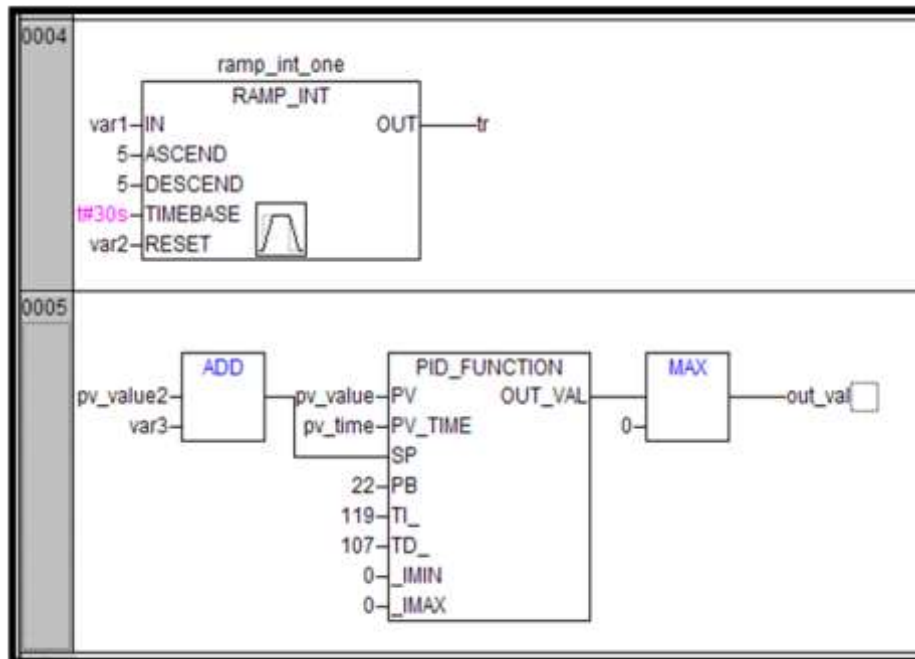 0004
ramp_int_one
RAMP_INT
var1 IN OUT tr
5 ASCEND
5 DESCEND
t#30s TIMEBASE
var2 RESET
0005
ADD PID_FUNCTION MAX
pv_value2 pv_value PV OUT_VAL out_val
var3 pv_time PV_TIME 0
SP
22 PB
119 TI_
107 TD_
0 _IMIN
0 _IMAX